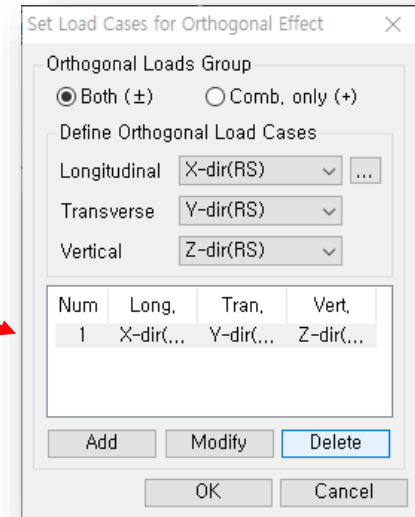 Set Load Cases for Orthogonal Effect
Orthogonal Loads Group
Both (±) Comb. only (+)
Define Orthogonal Load Cases
Longitudinal X-dir(RS) ...
Transverse Y-dir(RS)
Vertical Z-dir(RS)
Num Long. Tran. Vert.
1 X-dir(... Y-dir(... Z-dir(...
Add Modify Delete
OK Cancel